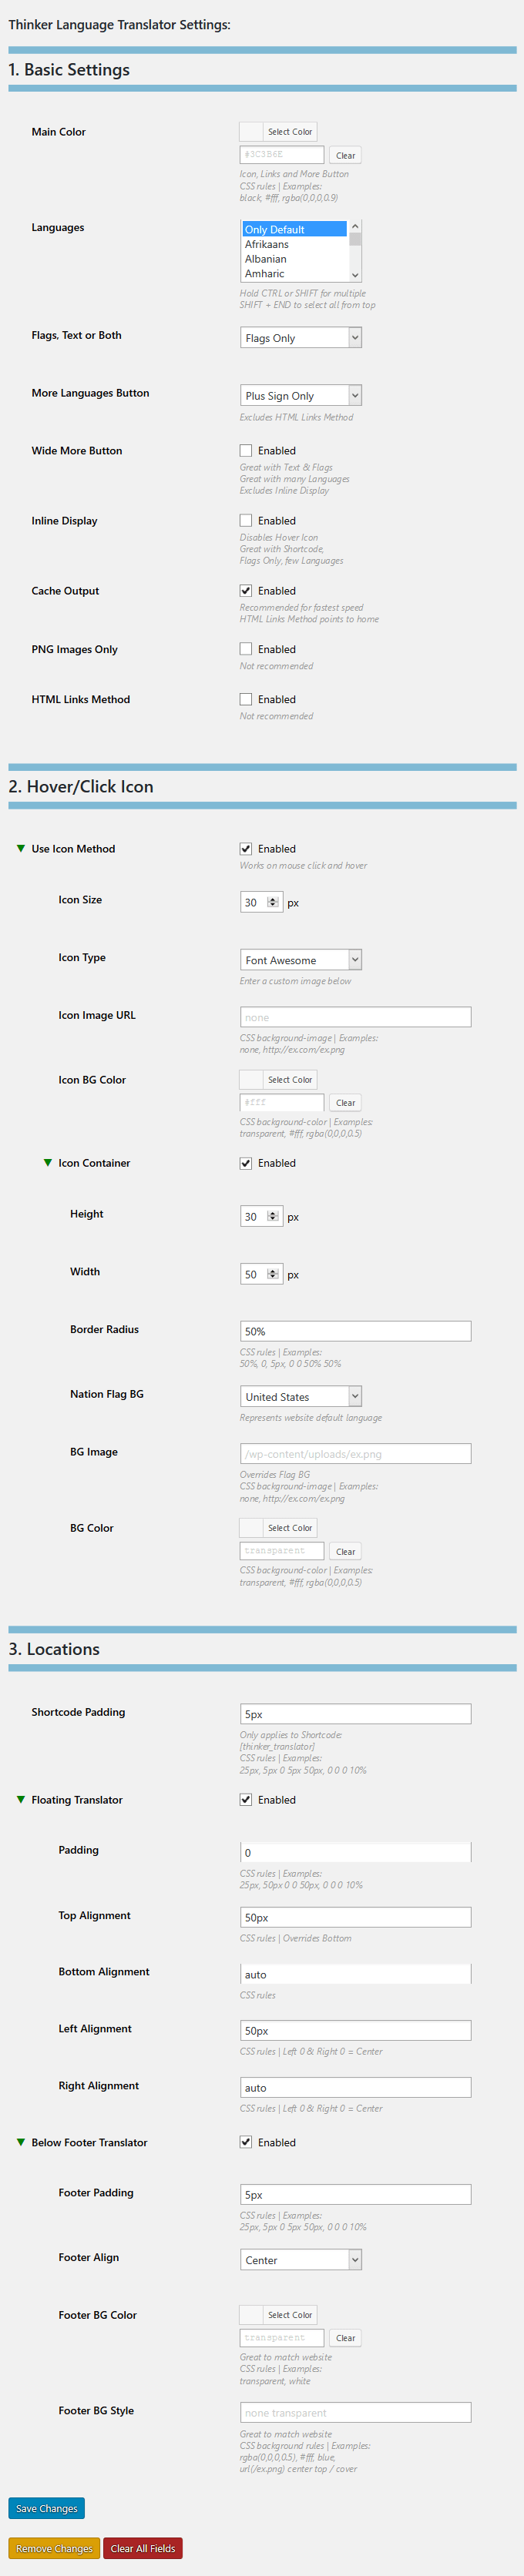 Thinker Language Translator Settings:
1. Basic Settings
Main Color
Select Color
#3C3B6E
Clear
Icon, Links and More Button
CSS rules | Examples:
black, #fff, rgba(0,0,0,0.9)
Languages
Only Default
Afrikaans
Albanian
Amharic
Hold CTRL or SHIFT for multiple
SHIFT + END to select all from top
Flags, Text or Both
Flags Only
More Languages Button
Plus Sign Only
Excludes HTML Links Method
Wide More Button
Enabled
Great with Text & Flags
Great with many Languages
Excludes Inline Display
Inline Display
Enabled
Disables Hover Icon
Great with Shortcode,
Flags Only, few Languages
Cache Output
Enabled
Recommended for fastest speed
HTML Links Method points to home
PNG Images Only
Enabled
Not recommended
HTML Links Method
Enabled
Not recommended
2. Hover/Click Icon
Use Icon Method
Enabled
Works on mouse click and hover
Icon Size
30 px
Icon Type
Font Awesome
Enter a custom image below
Icon Image URL
none
CSS background-image | Examples:
none, http://ex.com/ex.png
Icon BG Color
Select Color
#fff
Clear
CSS background-color | Examples:
transparent, #fff, rgba(0,0,0,0.5)
Icon Container
Enabled
Height
30 px
Width
50 px
Border Radius
50%
CSS rules | Examples:
50%, 0, 5px, 0 0 50% 50%
Nation Flag BG
United States
Represents website default language
BG Image
/wp-content/uploads/ex.png
Overrides Flag BG
CSS background-image | Examples:
none, http://ex.com/ex.png
BG Color
Select Color
transparent
Clear
CSS background-color | Examples:
transparent, #fff, rgba(0,0,0,0.5)
3. Locations
Shortcode Padding
5px
Only applies to Shortcode:
[thinker_translator]
CSS rules | Examples:
25px, 5px 0 5px 50px, 0 0 0 10%
Floating Translator
Enabled
Padding
0
CSS rules | Examples:
25px, 50px 0 0 50px, 0 0 0 10%
Top Alignment
50px
CSS rules | Overrides Bottom
Bottom Alignment
auto
CSS rules
Left Alignment
50px
CSS rules | Left 0 & Right 0 = Center
Right Alignment
auto
CSS rules | Left 0 & Right 0 = Center
Below Footer Translator
Enabled
Footer Padding
5px
CSS rules | Examples:
25px, 5px 0 5px 50px, 0 0 0 10%
Footer Align
Center
Footer BG Color
Select Color
transparent
Clear
Great to match website
CSS rules | Examples:
transparent, white
Footer BG Style
none transparent
Great to match website
CSS background rules | Examples:
rgba(0,0,0,0.5), #fff, blue,
url(/ex.png) center top / cover
Save Changes
Remove Changes
Clear All Fields